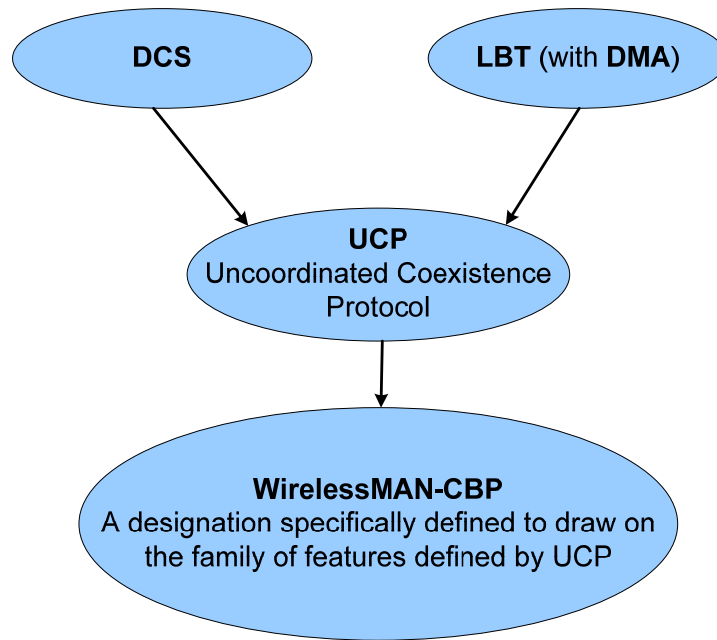 DCS
LBT (with DMA)
UCP
Uncoordinated Coexistence
Protocol
WirelessMAN-CBP
A designation specifically defined to draw on
the family of features defined by UCP